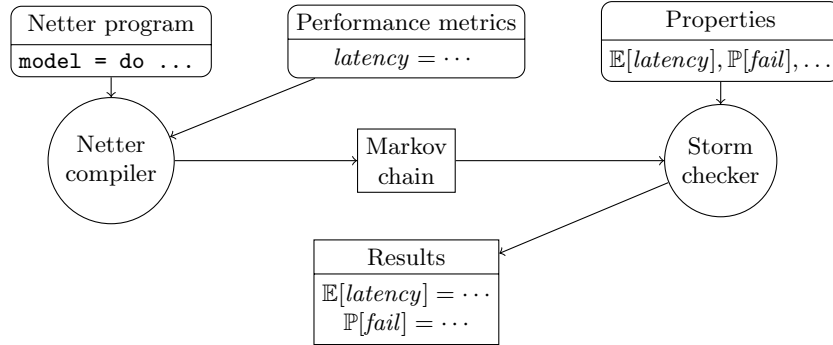 Netter program
model = do ...
Performance metrics
latency = ⋯
Properties
𝔼[latency], ℙ[fail], …
Netter
compiler
Markov
chain
Storm
checker
Results
𝔼[latency] = ⋯
ℙ[fail] = ⋯